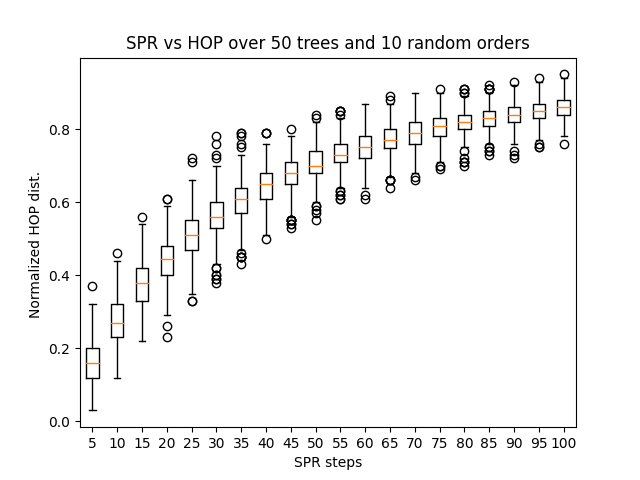 SPR vs HOP over 50 trees and 10 random orders
Normalized HOP dist.
0.8
0.6
0.4
0.2
0.0
5 10 15 20 25 30 35 40 45 50 55 60 65 70 75 80 85 90 95 100
SPR steps